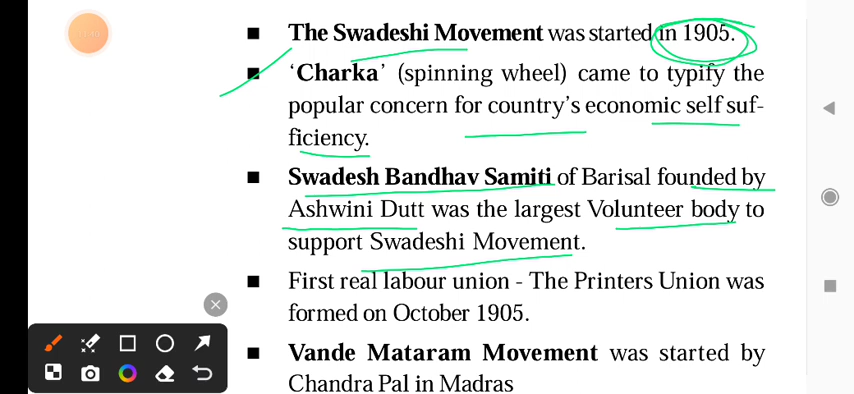 ■ The Swadeshi Movement was started in 1905.
■ ‘Charka’ (spinning wheel) came to typify the
popular concern for country’s economic self suf-
ficiency.
■ Swadesh Bandhav Samiti of Barisal founded by
Ashwini Dutt was the largest Volunteer body to
support Swadeshi Movement.
■ First real labour union - The Printers Union was
formed on October 1905.
■ Vande Mataram Movement was started by
Chandra Pal in Madras